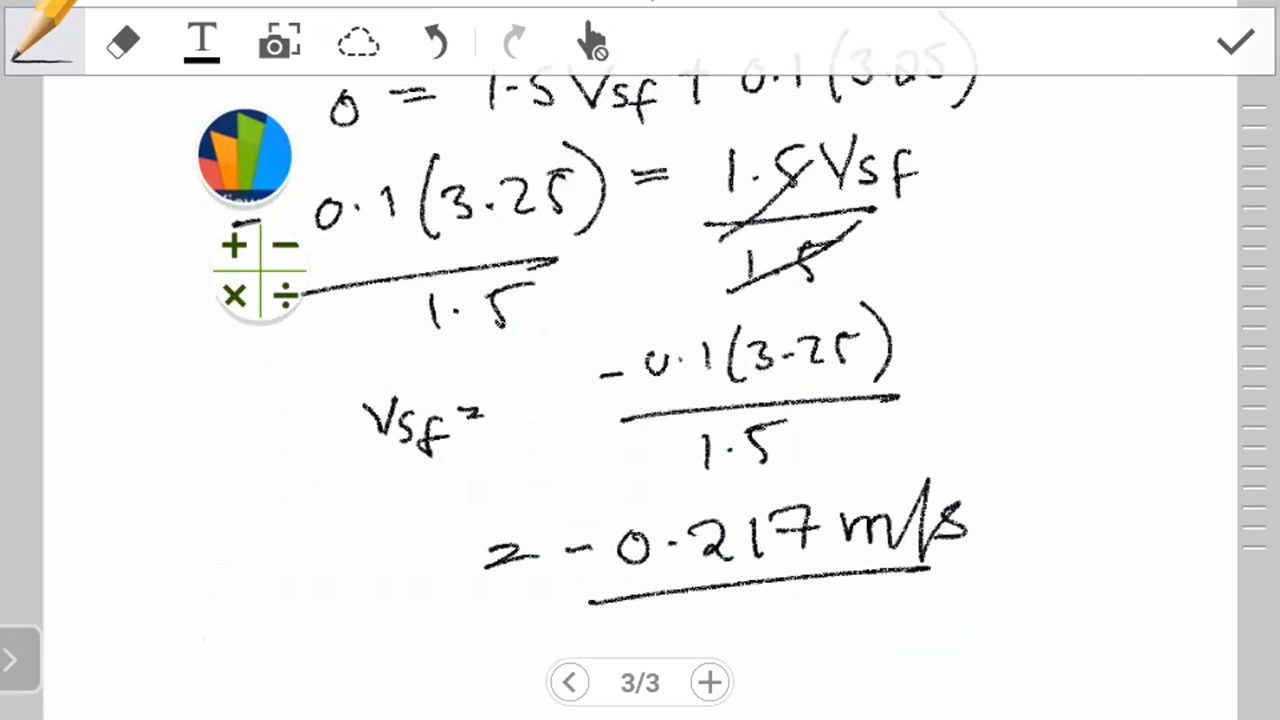 T
0 = 1.5 Vsf + 0.1 (3.25)
- 0.1 (3.25) = 1.5 Vsf
1.5 1.5
+ -
× ÷
Vsf = - 0.1 (3.25)
1.5
= - 0.217 m/s
3/3